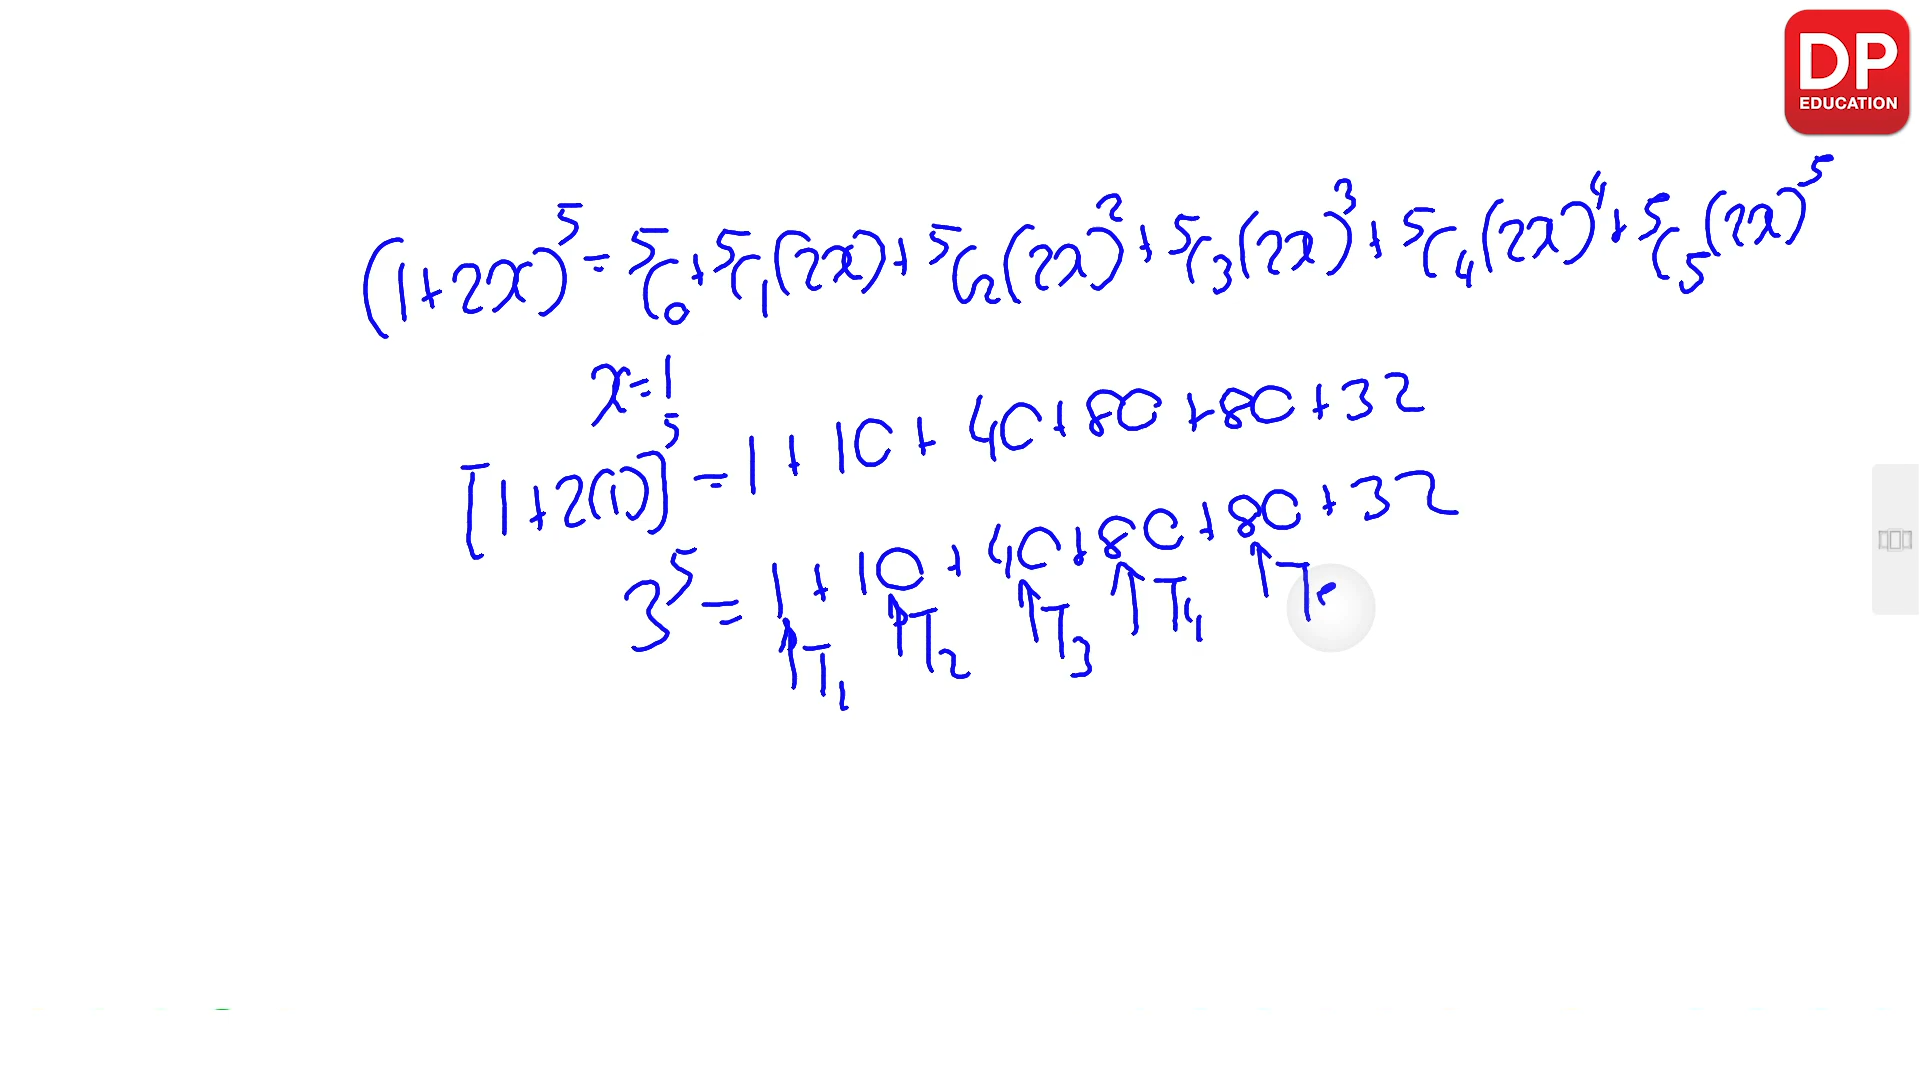 DP
EDUCATION
(1+2x)⁵ = ⁵C₀ + ⁵C₁(2x) + ⁵C₂(2x)² + ⁵C₃(2x)³ + ⁵C₄(2x)⁴ + ⁵C₅(2x)⁵
x = 1
[1+2(1)]⁵ = 1 + 10 + 40 + 80 + 80 + 32
3⁵ = 1 + 10 + 40 + 80 + 80 + 32
↑T₁ ↑T₂ ↑T₃ ↑T₄ ↑T